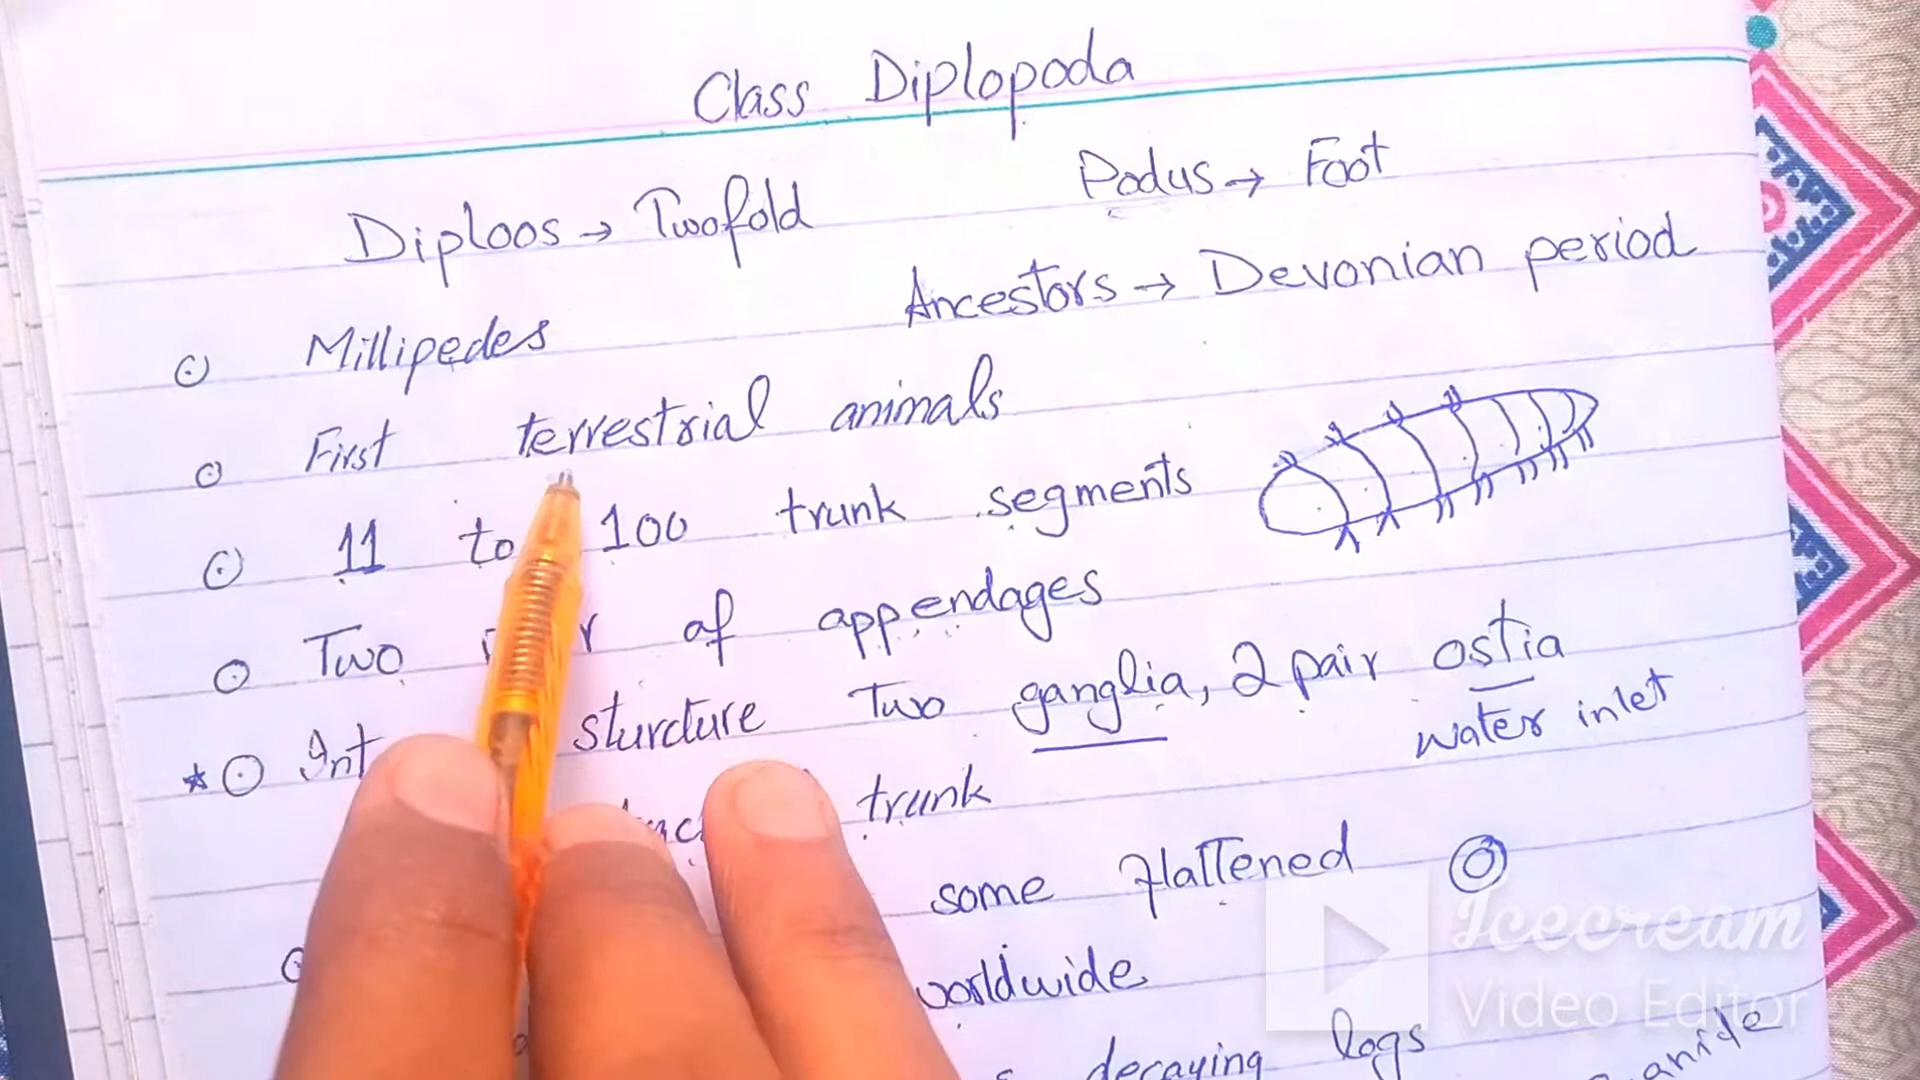 Class Diplopoda
Diploos → Twofold Podus → Foot
Ancestors → Devonian period
Millipedes
First terrestrial animals
11 to 100 trunk segments
Two of appendages
sturcture Two ganglia, 2 pair ostia
water inlet
trunk
some flattened
worldwide
decaying logs
Icecream
Video Editor